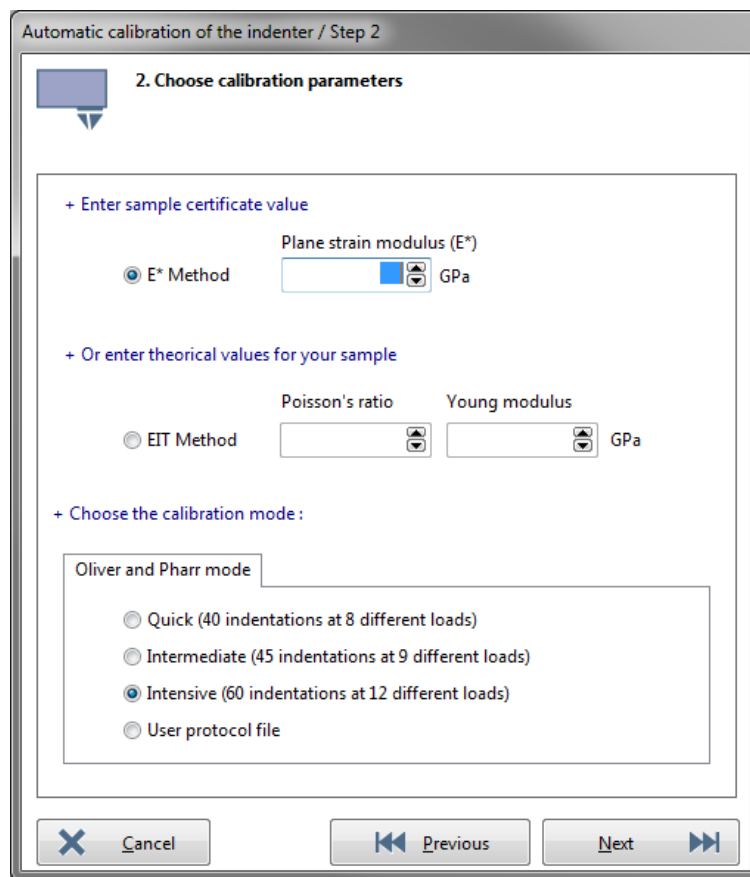 Automatic calibration of the indenter / Step 2
2. Choose calibration parameters
+ Enter sample certificate value
Plane strain modulus (E*)
E* Method
GPa
+ Or enter theorical values for your sample
Poisson's ratio Young modulus
EIT Method
GPa
+ Choose the calibration mode :
Oliver and Pharr mode
Quick (40 indentations at 8 different loads)
Intermediate (45 indentations at 9 different loads)
Intensive (60 indentations at 12 different loads)
User protocol file
Cancel Previous Next